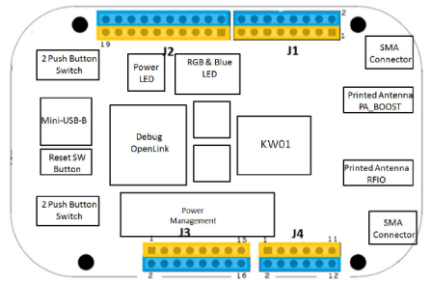 2
19
J2
J1
1
2 Push Button
Switch
Power
LED
RGB & Blue
LED
SMA
Connector
Mini-USB-B
Debug
OpenLink
KW01
Printed Antenna
PA_BOOST
Reset SW
Button
Printed Antenna
RFIO
2 Push Button
Switch
Power
Management
SMA
Connector
J3
J4
1
15
1
11
2
16
2
12